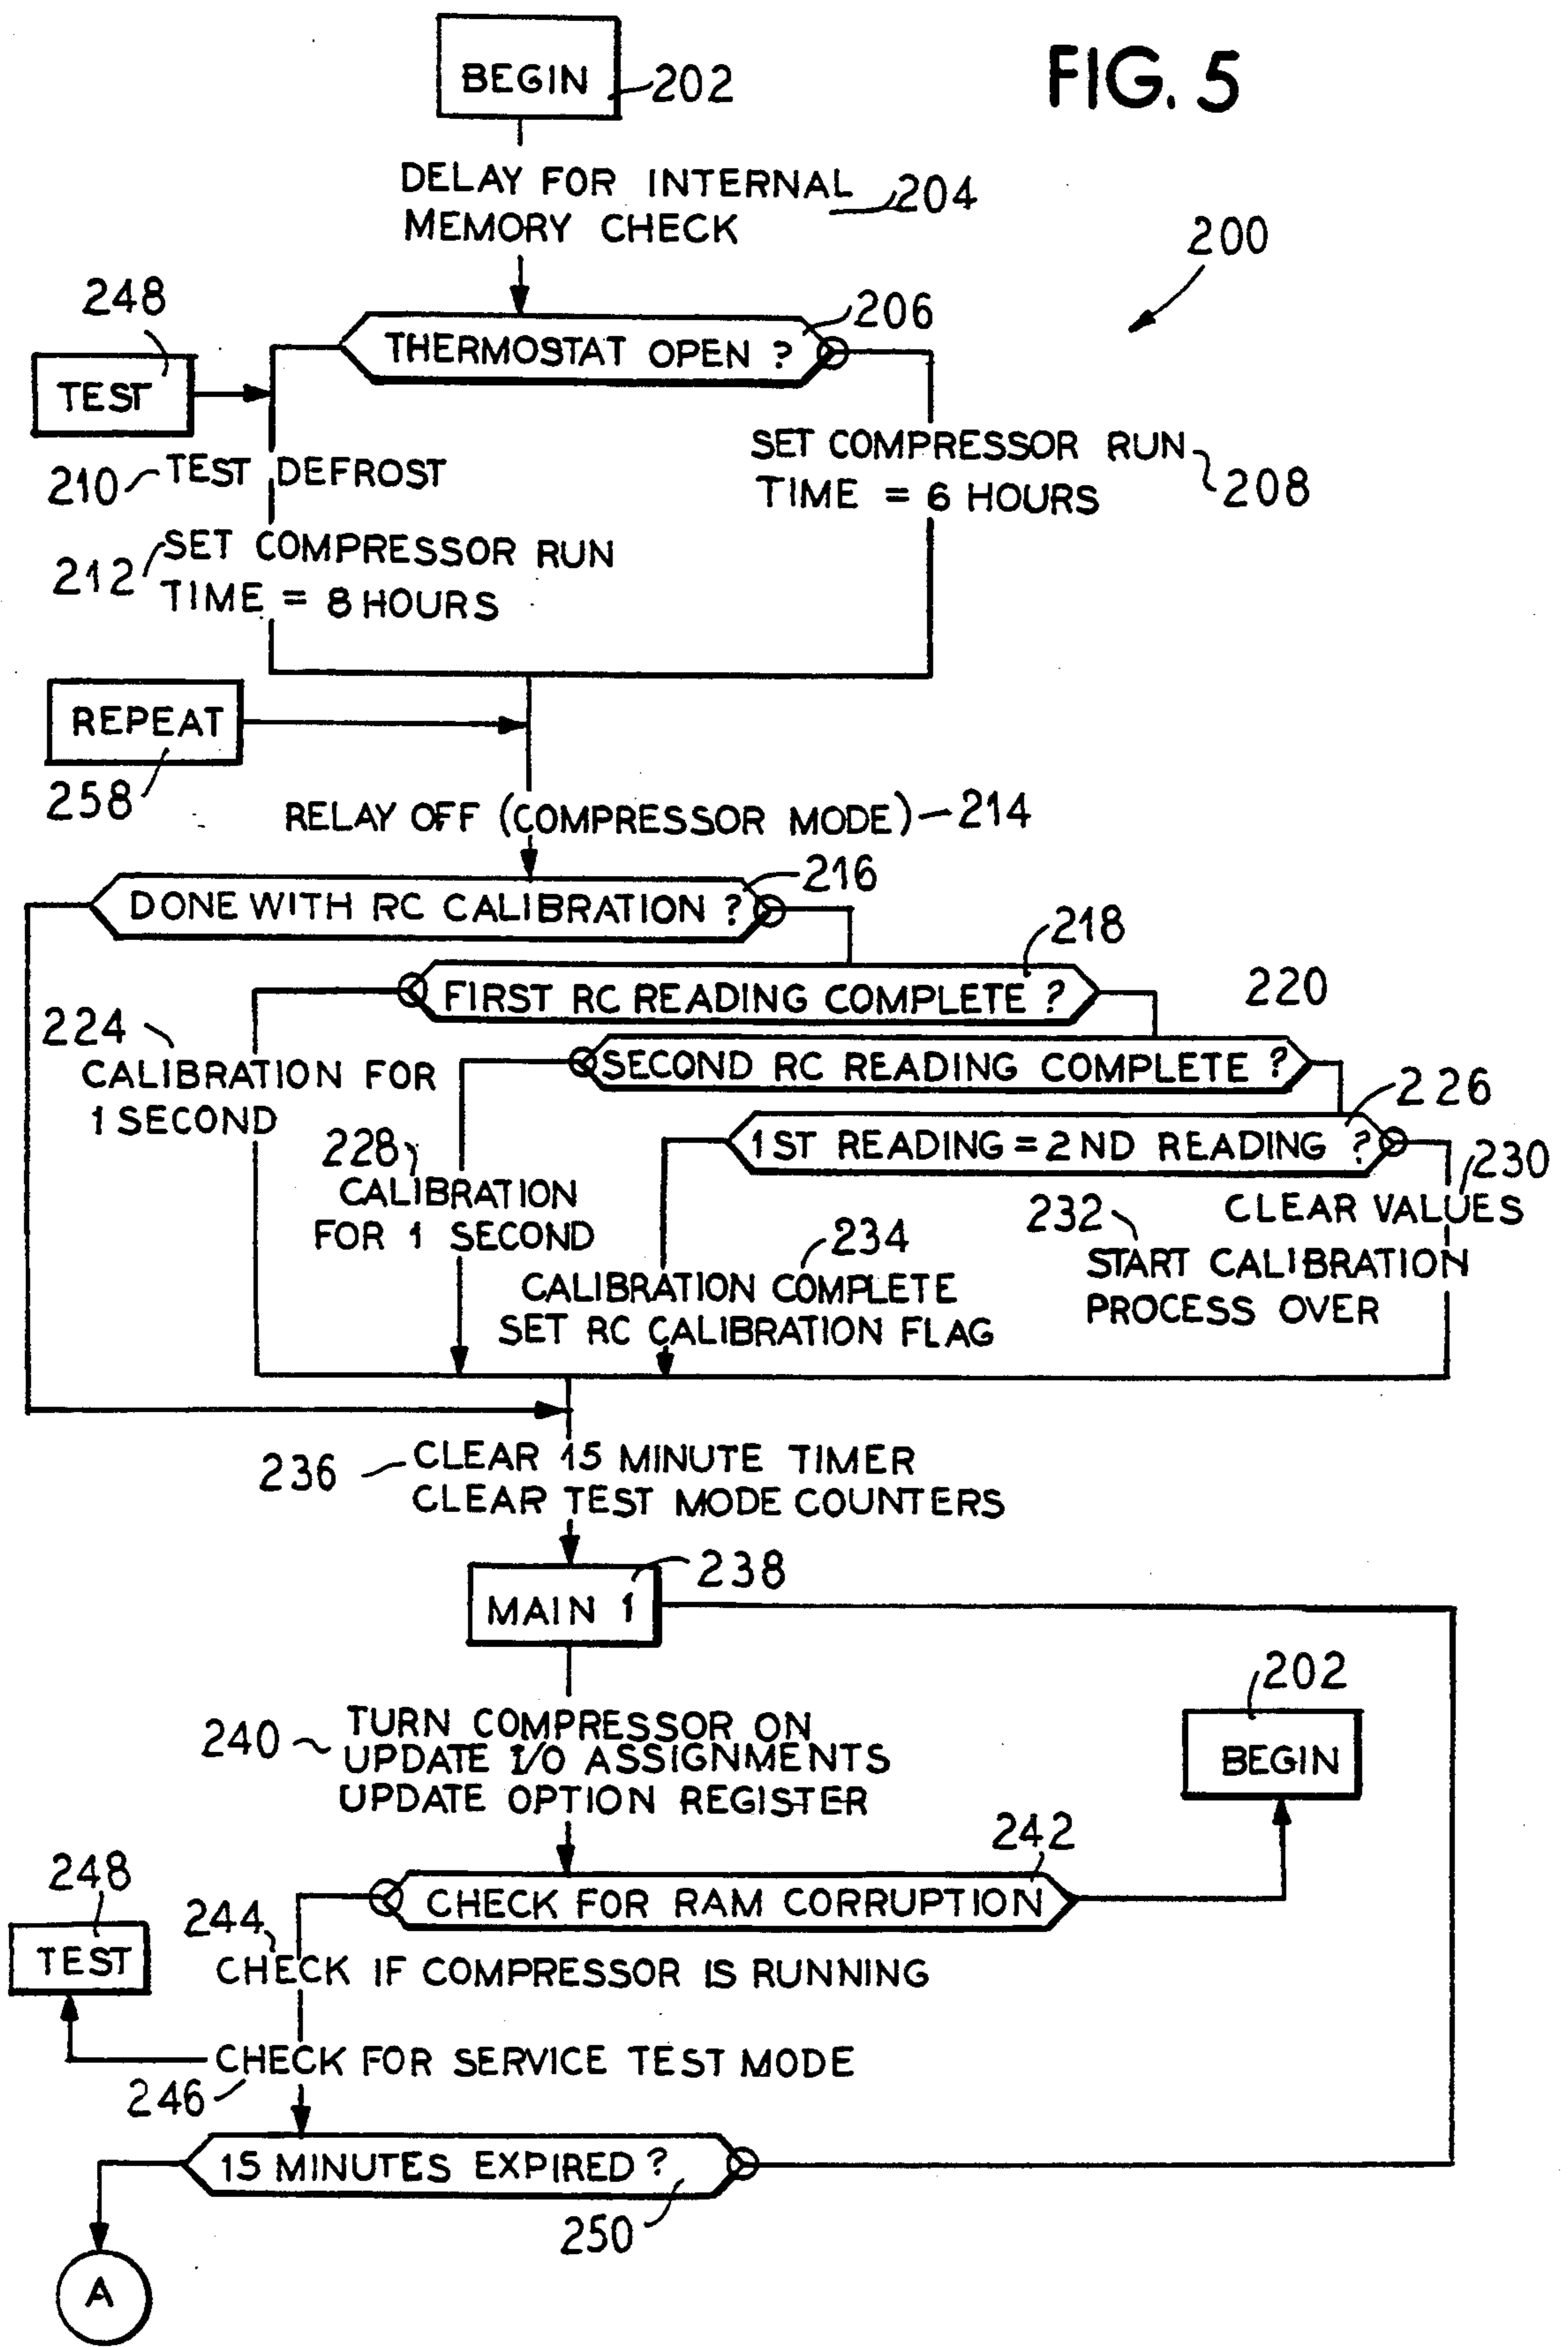 FIG. 5
BEGIN
202
DELAY FOR INTERNAL
MEMORY CHECK
204
200
248
TEST
206
THERMOSTAT OPEN ?
210
TEST DEFROST
SET COMPRESSOR RUN
TIME = 6 HOURS
208
212
SET COMPRESSOR RUN
TIME = 8 HOURS
REPEAT
258
RELAY OFF (COMPRESSOR MODE)
214
216
DONE WITH RC CALIBRATION ?
218
FIRST RC READING COMPLETE ?
220
SECOND RC READING COMPLETE ?
224
CALIBRATION FOR
1 SECOND
226
1ST READING = 2ND READING ?
228
CALIBRATION
FOR 1 SECOND
230
CLEAR VALUES
232
START CALIBRATION
PROCESS OVER
234
CALIBRATION COMPLETE
SET RC CALIBRATION FLAG
236
CLEAR 15 MINUTE TIMER
CLEAR TEST MODE COUNTERS
238
MAIN 1
240
TURN COMPRESSOR ON
UPDATE I/O ASSIGNMENTS
UPDATE OPTION REGISTER
202
BEGIN
242
CHECK FOR RAM CORRUPTION
248
TEST
244
CHECK IF COMPRESSOR IS RUNNING
CHECK FOR SERVICE TEST MODE
246
15 MINUTES EXPIRED ?
250
A